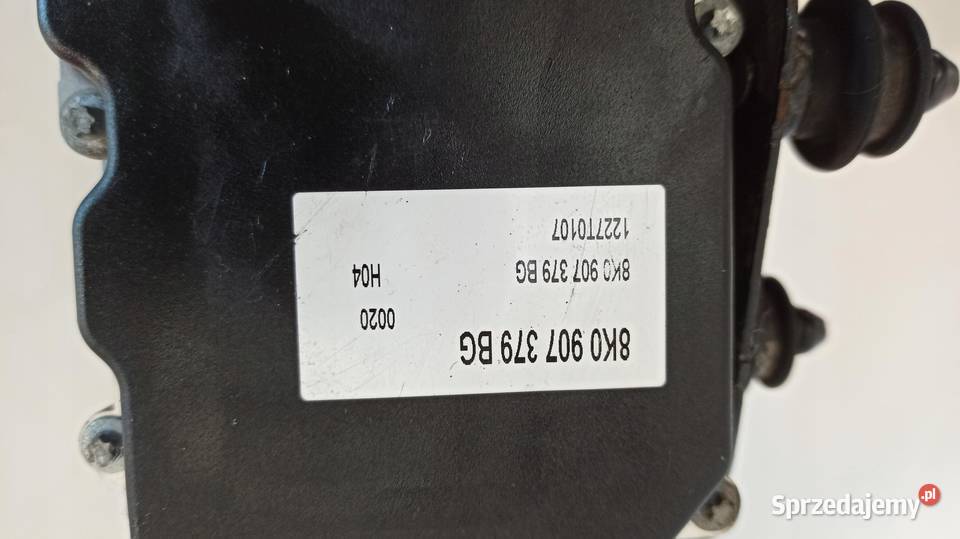 8K0 907 379 BG
0020
8K0 907 379 BG H04
1227T0107
Sprzedajemy.pl